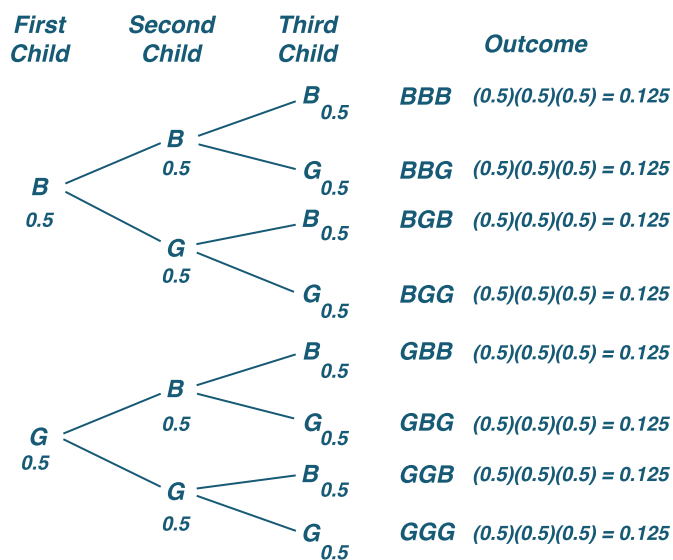 First Child
Second Child
Third Child
Outcome
B
0.5
BBB (0.5)(0.5)(0.5) = 0.125
B
0.5
G
0.5
BBG (0.5)(0.5)(0.5) = 0.125
B
0.5
B
0.5
BGB (0.5)(0.5)(0.5) = 0.125
G
0.5
G
0.5
BGG (0.5)(0.5)(0.5) = 0.125
B
0.5
GBB (0.5)(0.5)(0.5) = 0.125
B
0.5
G
0.5
GBG (0.5)(0.5)(0.5) = 0.125
G
0.5
B
0.5
GGB (0.5)(0.5)(0.5) = 0.125
G
0.5
G
0.5
GGG (0.5)(0.5)(0.5) = 0.125